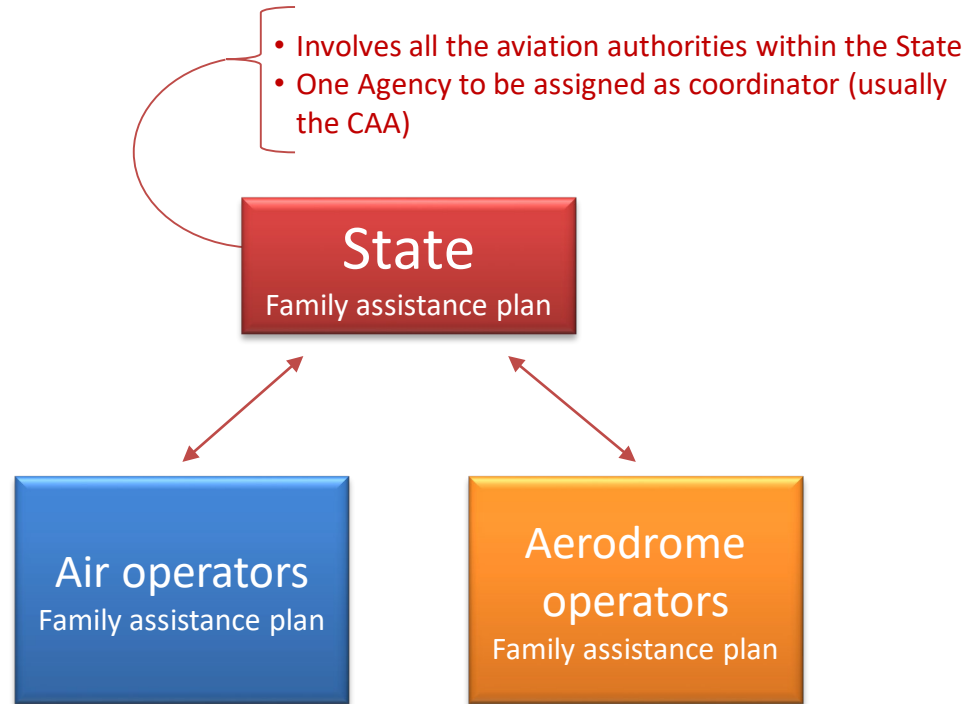 • Involves all the aviation authorities within the State
• One Agency to be assigned as coordinator (usually
the CAA)
State
Family assistance plan
Air operators
Family assistance plan
Aerodrome
operators
Family assistance plan